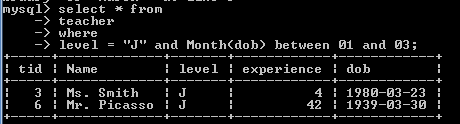 mysql> select * from
-> teacher
-> where
-> level = "J" and Month(dob) between 01 and 03;
+-----+-------------+-------+------------+------------+
| tid | Name | level | experience | dob |
+-----+-------------+-------+------------+------------+
| 3 | Ms. Smith | J | 4 | 1980-03-23 |
| 6 | Mr. Picasso | J | 42 | 1939-03-30 |
+-----+-------------+-------+------------+------------+